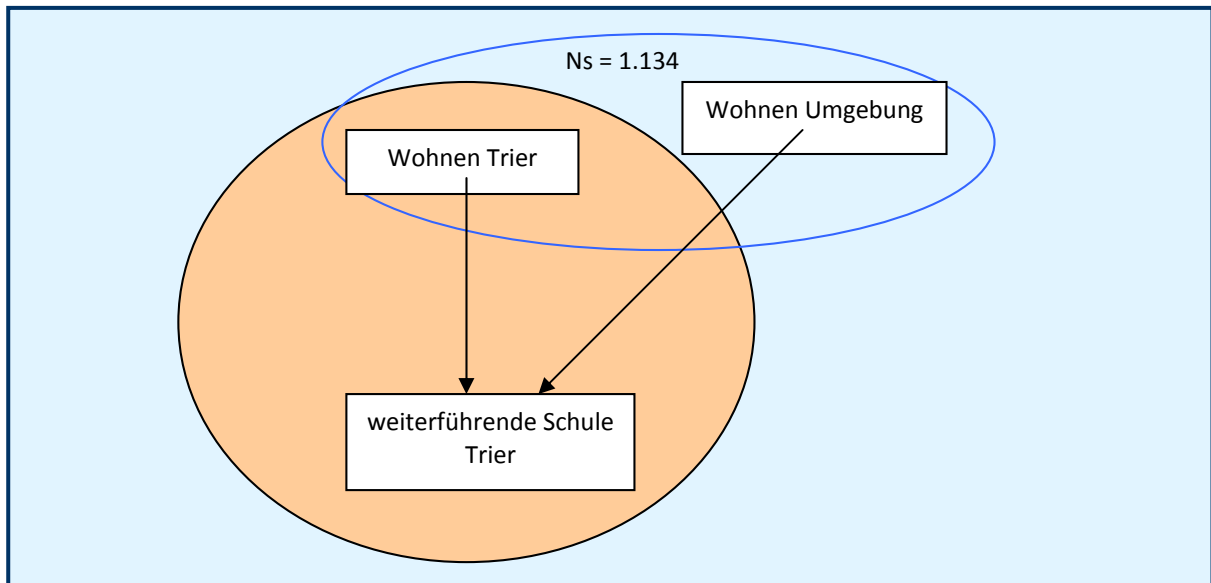 Ns = 1.134
Wohnen Umgebung
Wohnen Trier
weiterführende Schule
Trier